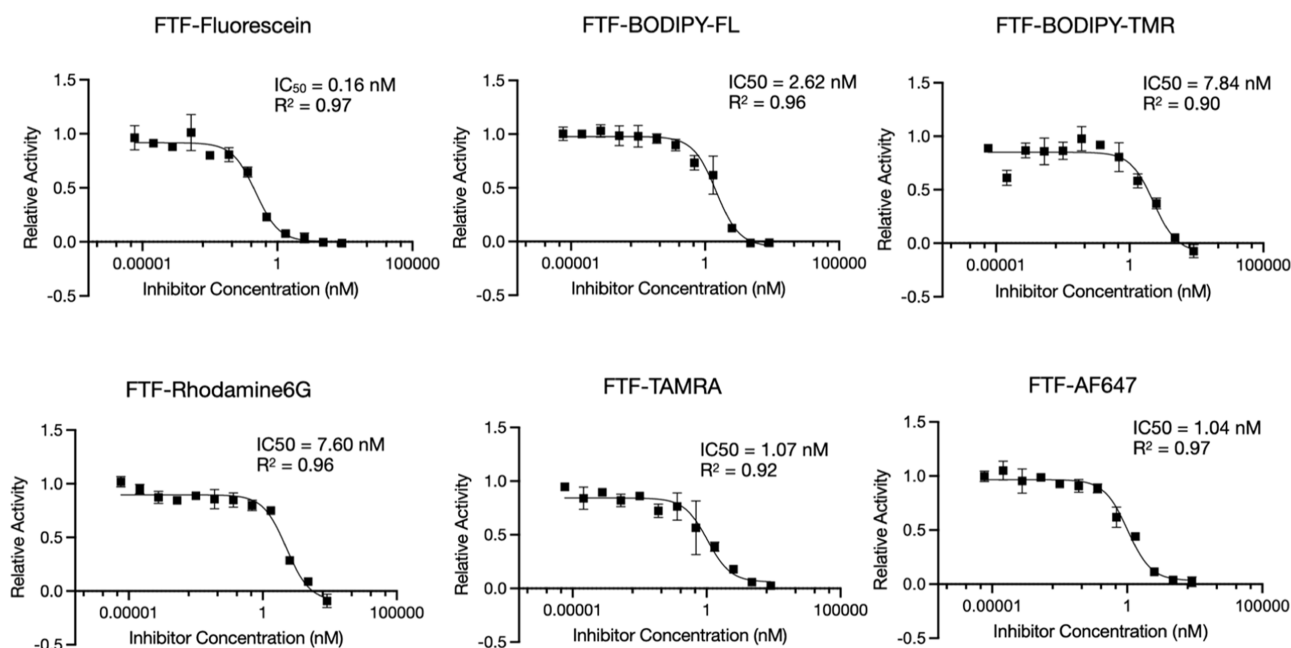 FTF-Fluorescein
IC₅₀ = 0.16 nM
R² = 0.97
1.5
1.0
0.5
0.0
-0.5
Relative Activity
0.00001
1
100000
Inhibitor Concentration (nM)
FTF-BODIPY-FL
IC50 = 2.62 nM
R² = 0.96
1.5
1.0
0.5
0.0
-0.5
Relative Activity
0.00001
1
100000
Inhibitor Concentration (nM)
FTF-BODIPY-TMR
IC50 = 7.84 nM
R² = 0.90
1.5
1.0
0.5
0.0
-0.5
Relative Activity
0.00001
1
100000
Inhibitor Concentration (nM)
FTF-Rhodamine6G
IC50 = 7.60 nM
R² = 0.96
1.5
1.0
0.5
0.0
-0.5
Relative Activity
0.00001
1
100000
Inhibitor Concentration (nM)
FTF-TAMRA
IC50 = 1.07 nM
R² = 0.92
1.5
1.0
0.5
0.0
-0.5
Relative Activity
0.00001
1
100000
Inhibitor Concentration (nM)
FTF-AF647
IC50 = 1.04 nM
R² = 0.97
1.5
1.0
0.5
0.0
-0.5
Relative Activity
0.00001
1
100000
Inhibitor Concentration (nM)